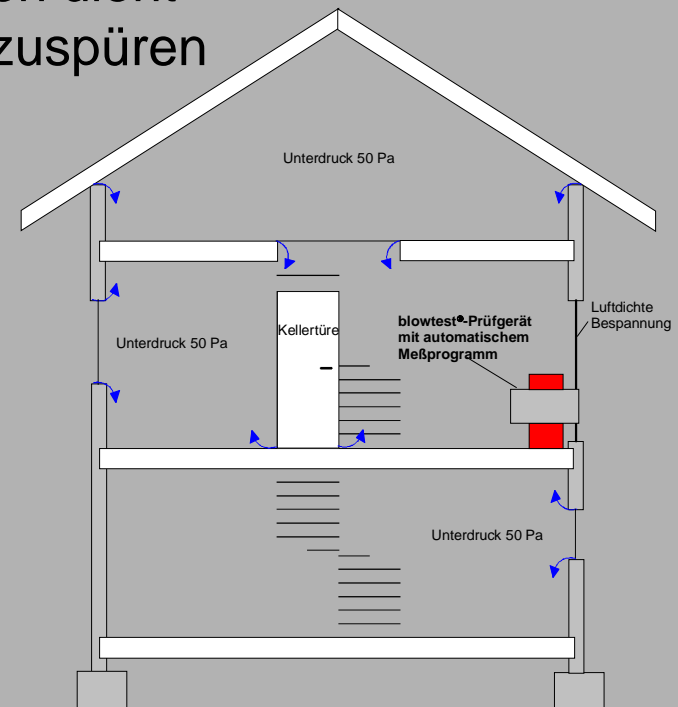 zuspüren
Unterdruck 50 Pa
Luftdichte
Bespannung
blowtest®-Prüfgerät
mit automatischem
Meßprogramm
Kellertüre
Unterdruck 50 Pa
Unterdruck 50 Pa